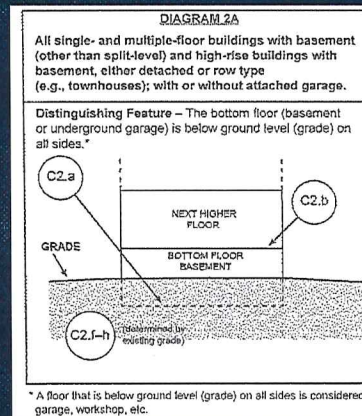 DIAGRAM 2A
All single- and multiple-floor buildings with basement
(other than split-level) and high-rise buildings with
basement, either detached or row type
(e.g., townhouses); with or without attached garage.
Distinguishing Feature – The bottom floor (basement
or underground garage) is below ground level (grade) on
all sides.*
C2.a
C2.b
NEXT HIGHER
FLOOR
GRADE
BOTTOM FLOOR
BASEMENT
C2.f–h
(determined by
existing grade)
* A floor that is below ground level (grade) on all sides is considered
garage, workshop, etc.